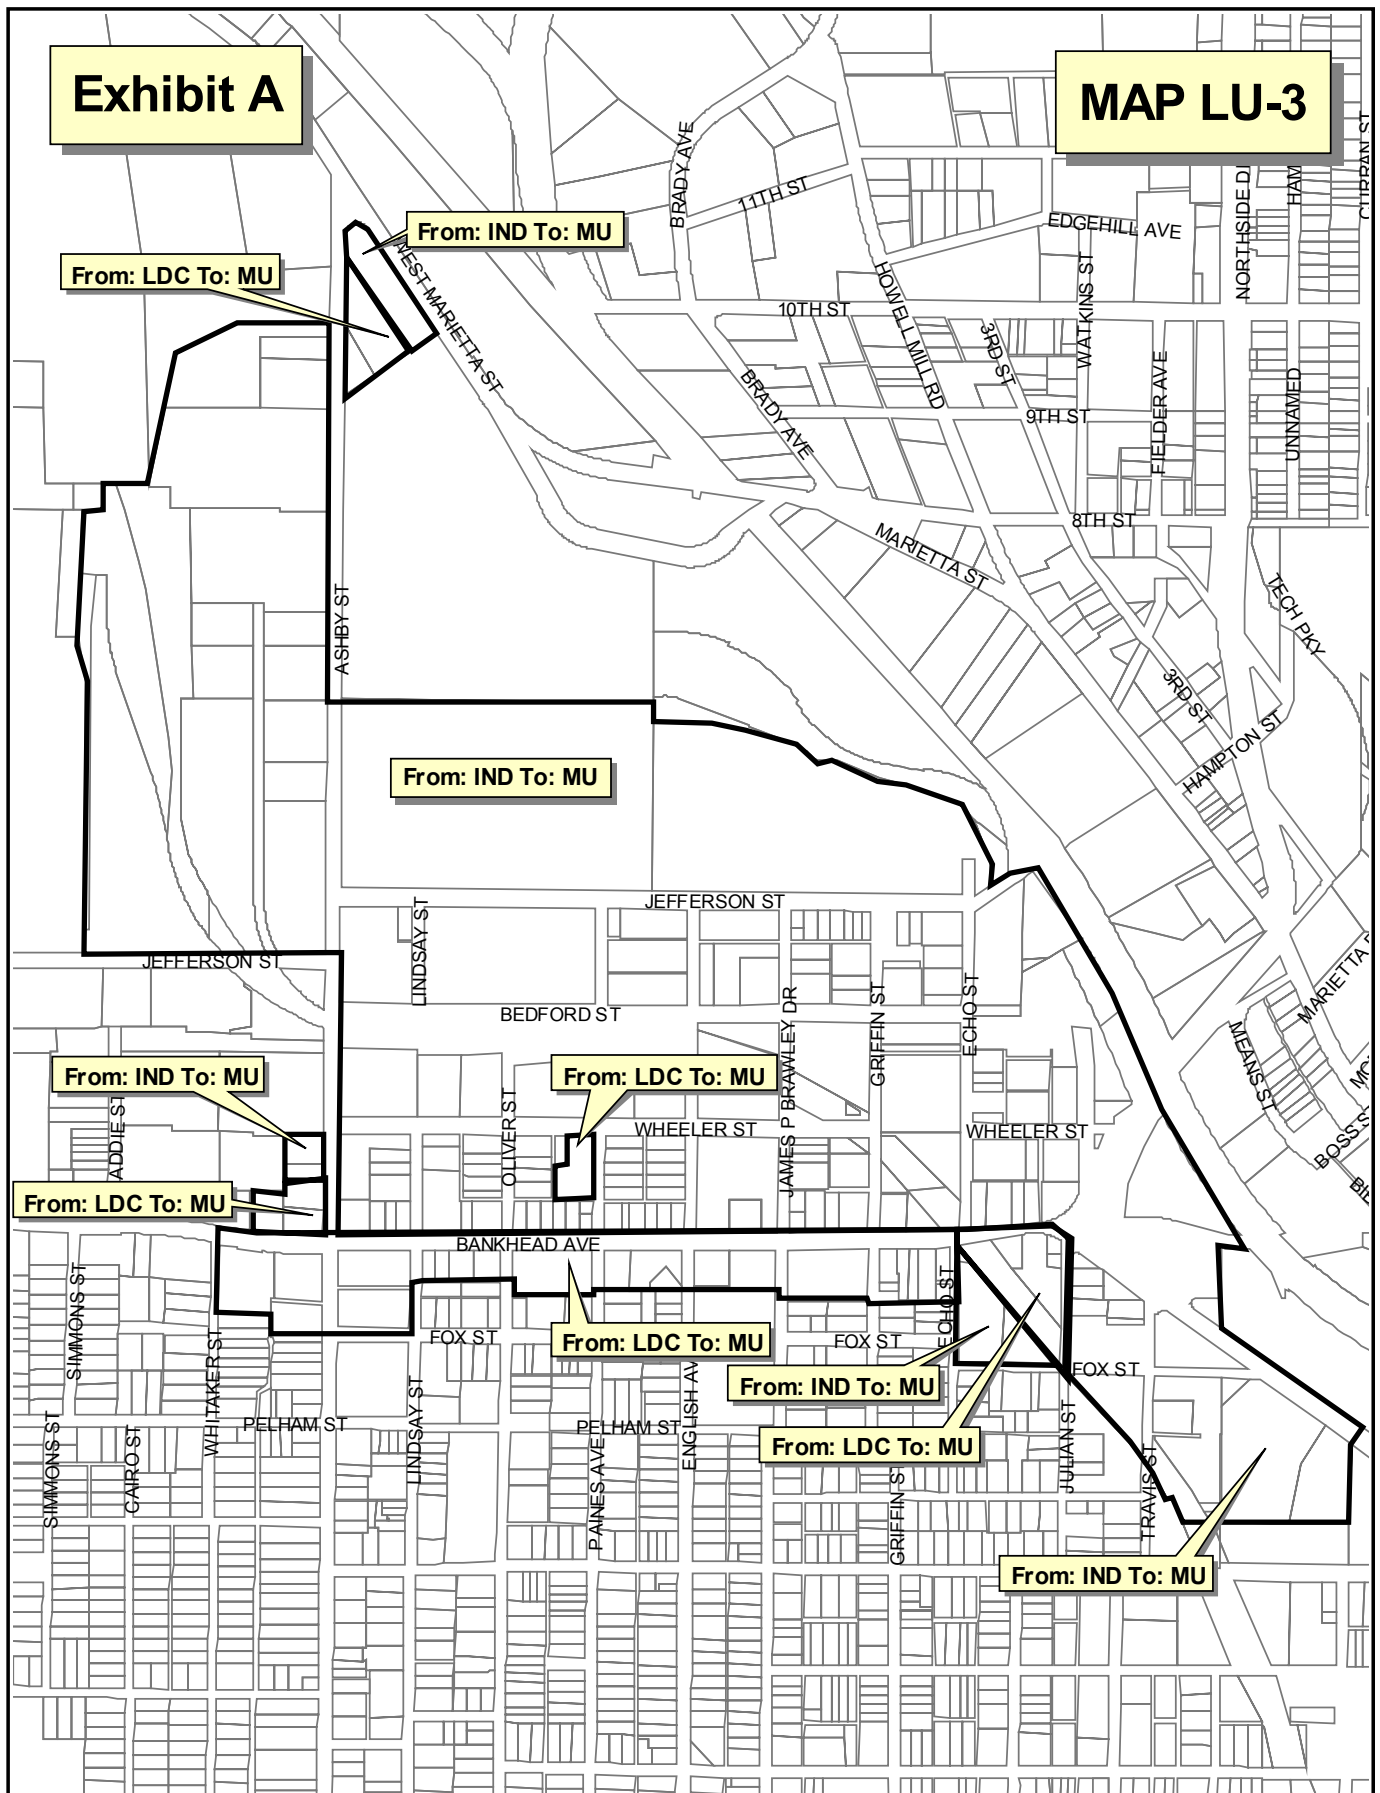 Exhibit A
MAP LU-3
CURRAN ST
HAM
NORTHSIDE DR
BRADY AVE
11TH ST
EDGEHILL AVE
From: IND To: MU
From: LDC To: MU
WEST MARIETTA ST
HOWELL MILL RD
WATKINS ST
10TH ST
3RD ST
BRADY AVE
FIELDER AVE
UNNAMED
9TH ST
8TH ST
MARIETTA ST
ASHBY ST
TECH PKY
3RD ST
HAMPTON ST
From: IND To: MU
JEFFERSON ST
LINDSAY ST
JEFFERSON ST
BEDFORD ST
JAMES P BRAWLEY DR
GRIFFIN ST
ECHO ST
MARIETTA
MEANS ST
MO
BOSS S
From: IND To: MU
From: LDC To: MU
ADDIE ST
OLIVER ST
WHEELER ST
WHEELER ST
From: LDC To: MU
BANKHEAD AVE
SIMMONS ST
ECHO ST
From: LDC To: MU
FOX ST
FOX ST
FOX ST
From: IND To: MU
WHITAKER ST
LINDSAY ST
ENGLISH AV
PELHAM ST
PELHAM ST
From: LDC To: MU
JULIAN ST
SIMMONS ST
CAIRO ST
PAINES AVE
GRIFFIN ST
TRAVIS ST
From: IND To: MU